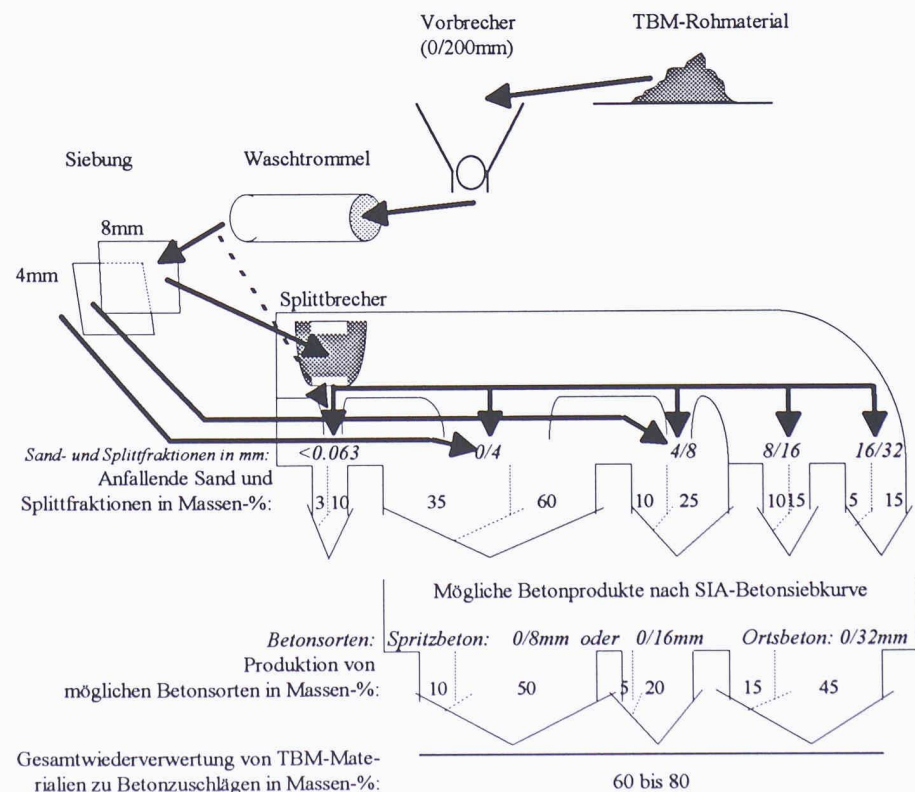 Vorbrecher
(0/200mm)
TBM-Rohmaterial
Siebung
Waschtrommel
8mm
4mm
Splittbrecher
Sand- und Splittfraktionen in mm: <0.063 0/4 4/8 8/16 16/32
Anfallende Sand und
Splittfraktionen in Massen-%: 3 10 35 60 10 25 10 15 5 15
Mögliche Betonprodukte nach SIA-Betonsiebkurve
Betonsorten: Spritzbeton: 0/8mm oder 0/16mm Ortsbeton: 0/32mm
Produktion von
möglichen Betonsorten in Massen-%: 10 50 5 20 15 45
Gesamtwiederverwertung von TBM-Mate-
rialien zu Betonzuschlägen in Massen-%: 60 bis 80